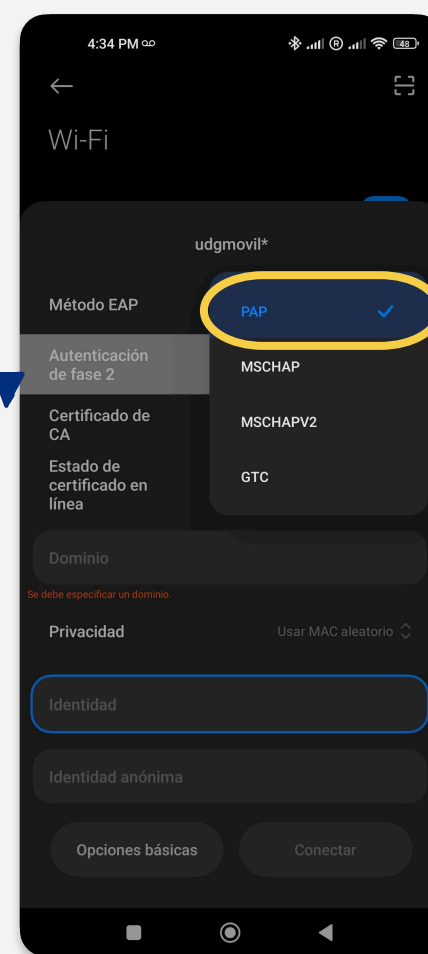 4:34 PM
48
Wi-Fi
udgmovil*
Método EAP
PAP
Autenticación
de fase 2
MSCHAP
Certificado de
CA
MSCHAPV2
Estado de
certificado en
línea
GTC
Dominio
Se debe especificar un dominio.
Privacidad
Usar MAC aleatorio
Identidad
Identidad anónima
Opciones básicas
Conectar